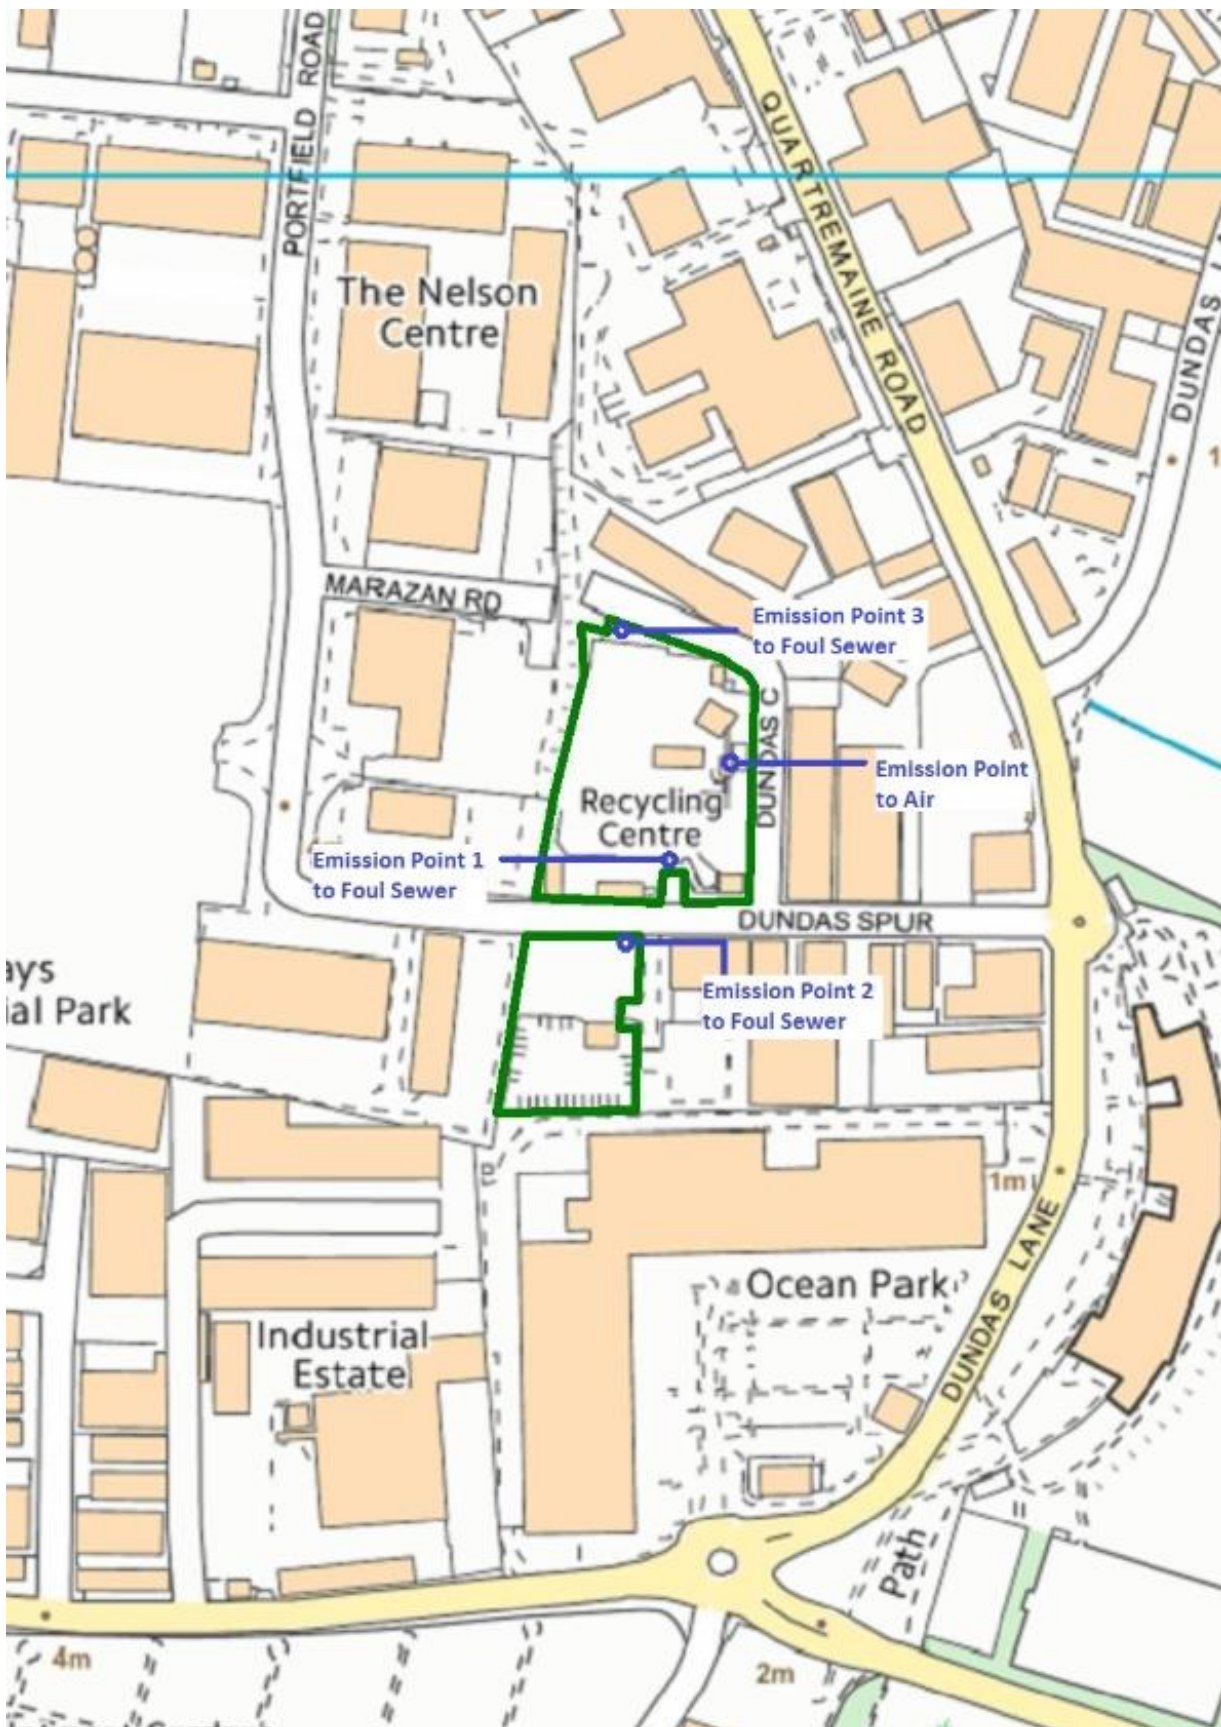 PORTFIELD ROAD
QUARTREMAINE ROAD
The Nelson
Centre
DUNDAS
1
MARAZAN RD
Emission Point 3
to Foul Sewer
DUNDAS C
Emission Point
to Air
Recycling
Centre
Emission Point 1
to Foul Sewer
DUNDAS SPUR
ays
ial Park
Emission Point 2
to Foul Sewer
1m
DUNDAS LANE
Ocean Park
Industrial
Estate
Path
4m
2m